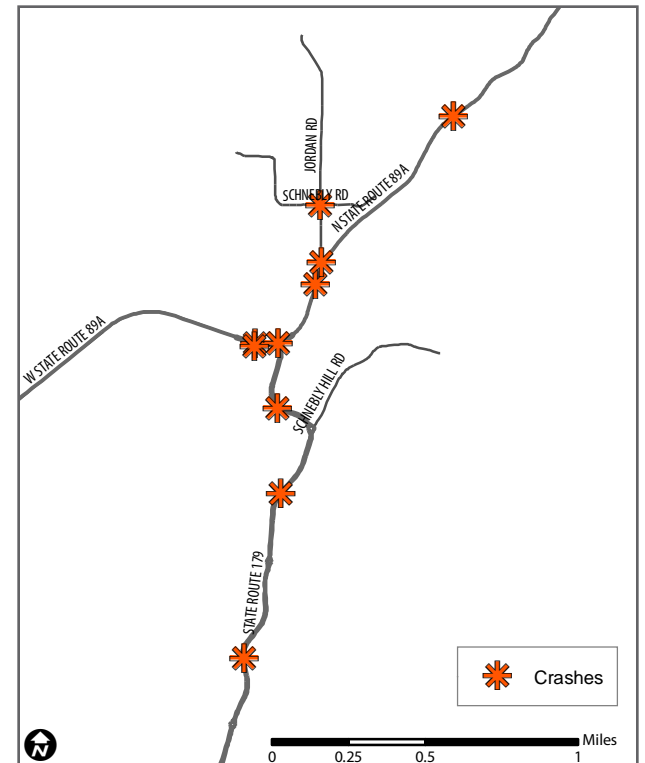 JORDAN RD
SCHNEBLY RD
N STATE ROUTE 89A
W STATE ROUTE 89A
SCHNEBLY HILL RD
STATE ROUTE 179
Crashes
N
Miles
0 0.25 0.5 1